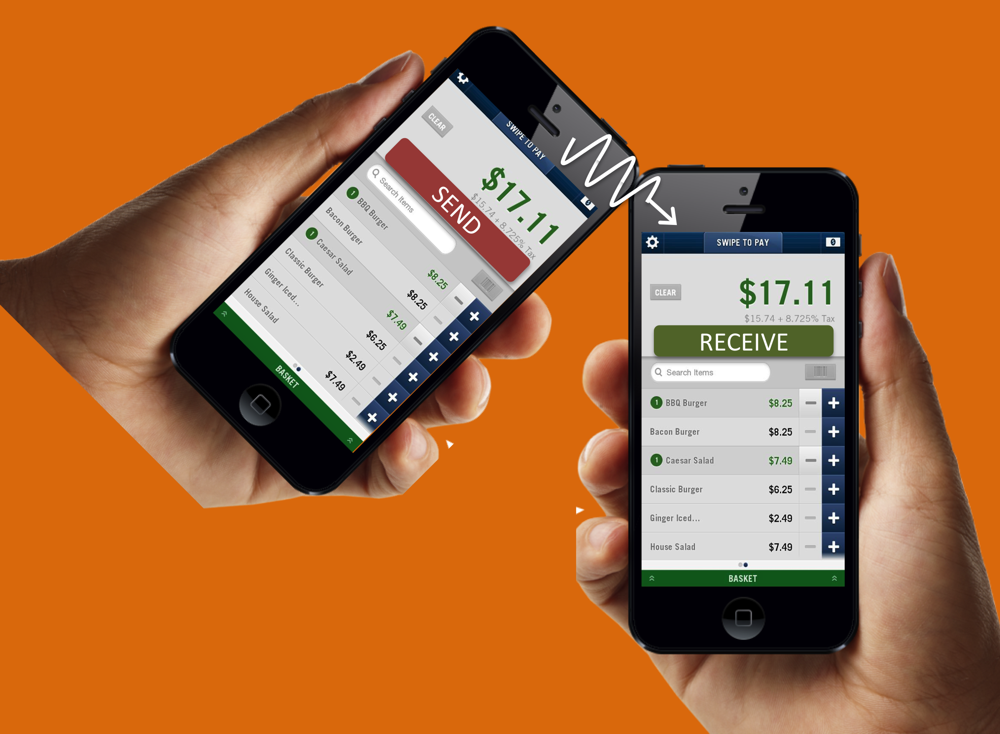 SWIPE TO PAY
CLEAR
$17.11
$15.74 + 8.725% Tax
SEND
Search Items
1 BBQ Burger $8.25
Bacon Burger $8.25
1 Caesar Salad $7.49
Classic Burger $6.25
Ginger Iced... $2.49
House Salad $7.49
BASKET
SWIPE TO PAY
CLEAR
$17.11
$15.74 + 8.725% Tax
RECEIVE
Search Items
1 BBQ Burger $8.25
Bacon Burger $8.25
1 Caesar Salad $7.49
Classic Burger $6.25
Ginger Iced... $2.49
House Salad $7.49
BASKET